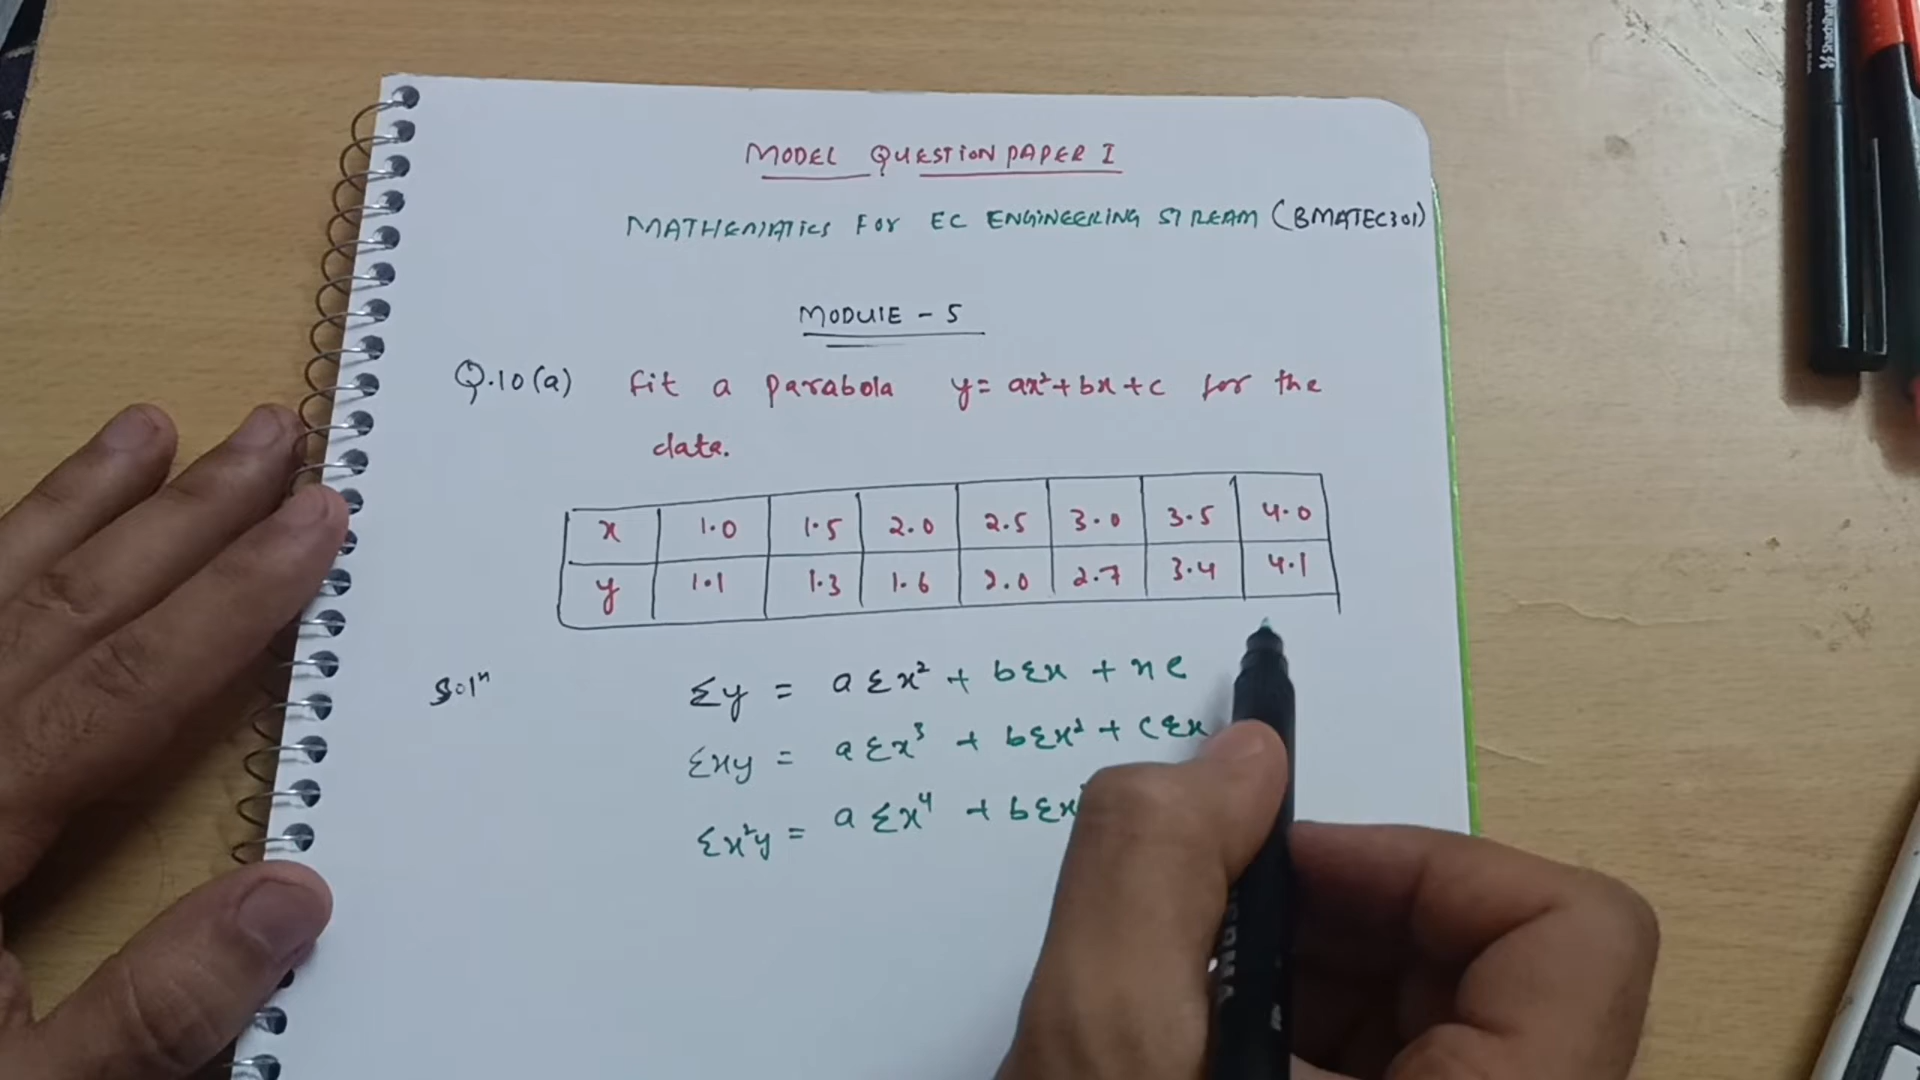 MODEL QUESTION PAPER I
MATHEMATICS FOR EC ENGINEERING STREAM (BMATEC301)
MODULE - 5
Q.10(a) Fit a parabola y = ax² + bx + c for the
data.
x 1.0 1.5 2.0 2.5 3.0 3.5 4.0
y 1.1 1.3 1.6 2.0 2.7 3.4 4.1
Solⁿ Σy = aΣx² + bΣx + nc
Σxy = aΣx³ + bΣx² + cΣx
Σx²y = aΣx⁴ + bΣx